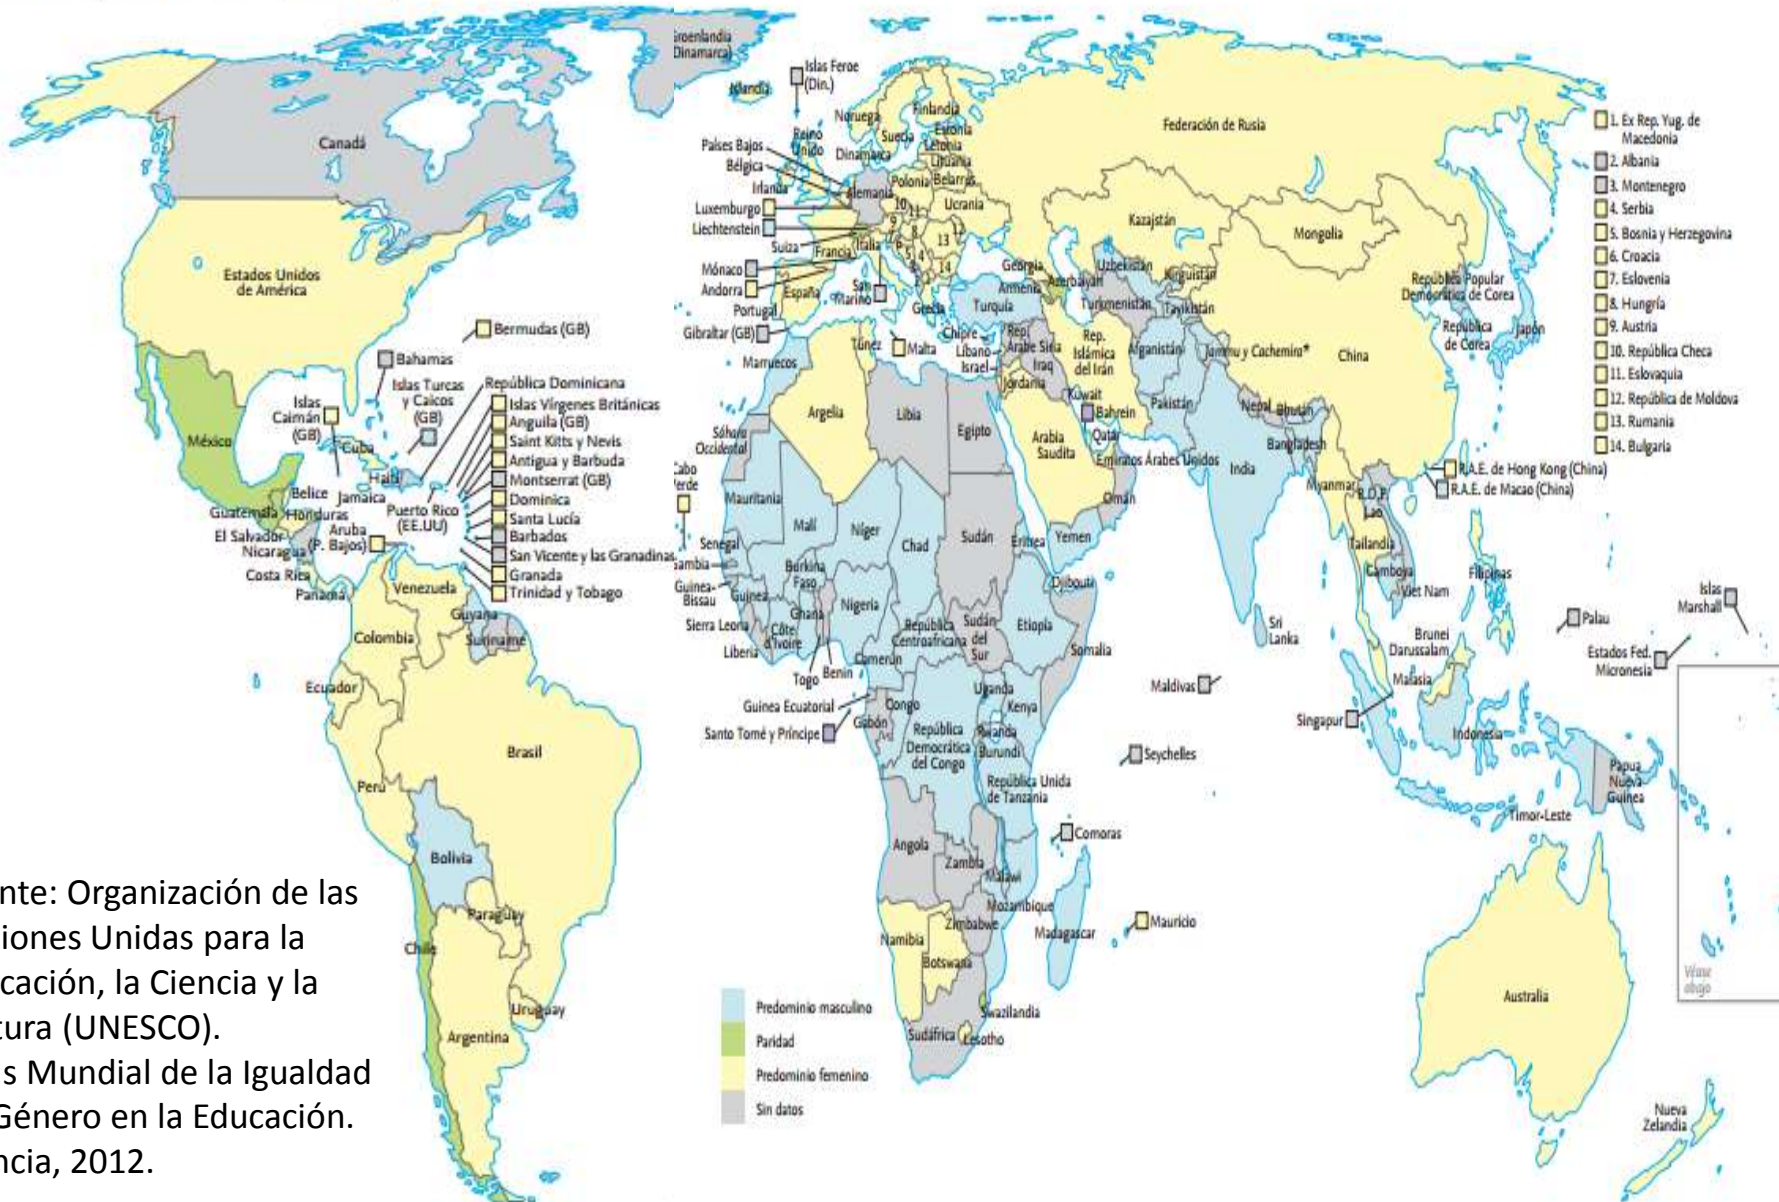 Groenlandia
(Dinamarca)
Canadá
Estados Unidos
de América
Bermudas (GB)
Bahamas
Islas Turcas
y Caicos
(GB)
República Dominicana
Islas Vírgenes Británicas
Anguila (GB)
Saint Kitts y Nevis
Antigua y Barbuda
Montserrat (GB)
Dominica
Santa Lucía
Barbados
San Vicente y las Granadinas
Granada
Trinidad y Tobago
Islas
Caimán
(GB)
México
Cuba
Haití
Belice
Jamaica
Puerto Rico
(EE.UU)
Guatemala
Honduras
El Salvador
Nicaragua
Aruba
(P. Bajos)
Costa Rica
Panamá
Venezuela
Guyana
Suriname
Colombia
Ecuador
Perú
Brasil
Bolivia
Paraguay
Chile
Uruguay
Argentina
Islas Feroe
(Din.)
Islandia
Noruega
Finlandia
Suecia
Estonia
Letonia
Lituania
Reino
Unido
Dinamarca
Países Bajos
Bélgica
Irlanda
Alemania
Polonia
Belarrus
Luxemburgo
Liechtenstein
Ucrania
10
11
9
8
13
12
5
4
14
Suiza
Francia
Italia
Mónaco
Andorra
San
Marino
España
Portugal
Gibraltar (GB)
Grecia
Malta
Túnez
Federación de Rusia
Kazajstán
Mongolia
Georgia
Armenia
Azerbaiyán
Uzbekistán
Kirguistán
Turkmenistán
Tayikistán
Turquía
Chipre
Líbano
Israel
Rep.
Arabe Siria
Iraq
Rep.
Islámica
del Irán
Afganistán
Jammu y Cachemira*
China
República Popular
Democrática de Corea
República
de Corea
Japón
Jordania
Kuwait
Bahrein
Qatar
Emiratos Árabes Unidos
Arabia
Saudita
Omán
Yemen
Pakistán
Nepal
Bhután
Bangladesh
India
Myanmar
R.D.P.
Lao
Tailandia
Camboya
Viet Nam
Filipinas
R.A.E. de Hong Kong (China)
R.A.E. de Macao (China)
Sri
Lanka
Maldivas
Brunei
Darussalam
Malasia
Singapur
Indonesia
Timor-Leste
Papua
Nueva
Guinea
Palau
Islas
Marshall
Estados Fed.
Micronesia
Australia
Nueva
Zelandia
Véase
abajo
Marruecos
Argelia
Libia
Egipto
Sáhara
Occidental
Cabo
Verde
Mauritania
Malí
Níger
Chad
Sudán
Eritrea
Djibouti
Senegal
Gambia
Guinea-
Bissau
Guinea
Burkina
Faso
Sierra Leona
Liberia
Côte
d'Ivoire
Ghana
Togo
Benin
Nigeria
Camerún
República
Centroafricana
Sudán
del
Sur
Etiopía
Somalia
Guinea Ecuatorial
Santo Tomé y Príncipe
Gabón
Congo
República
Democrática
del Congo
Uganda
Kenya
Rwanda
Burundi
República Unida
de Tanzanía
Seychelles
Comoras
Angola
Zambia
Malawi
Mozambique
Zimbabwe
Madagascar
Mauricio
Namibia
Botswana
Swazilandia
Sudáfrica
Lesotho
1. Ex Rep. Yug. de
Macedonia
2. Albania
3. Montenegro
4. Serbia
5. Bosnia y Herzegovina
6. Croacia
7. Eslovenia
8. Hungría
9. Austria
10. República Checa
11. Eslovaquia
12. República de Moldova
13. Rumania
14. Bulgaria
Predominio masculino
Paridad
Predominio femenino
Sin datos
nte: Organización de las
iones Unidas para la
cación, la Ciencia y la
tura (UNESCO).
s Mundial de la Igualdad
Género en la Educación.
ncia, 2012.